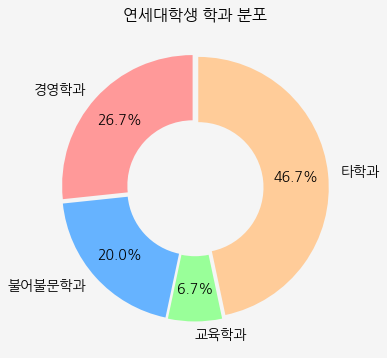 연세대학생 학과 분포
경영학과
26.7%
46.7%
타학과
20.0%
불어불문학과
6.7%
교육학과